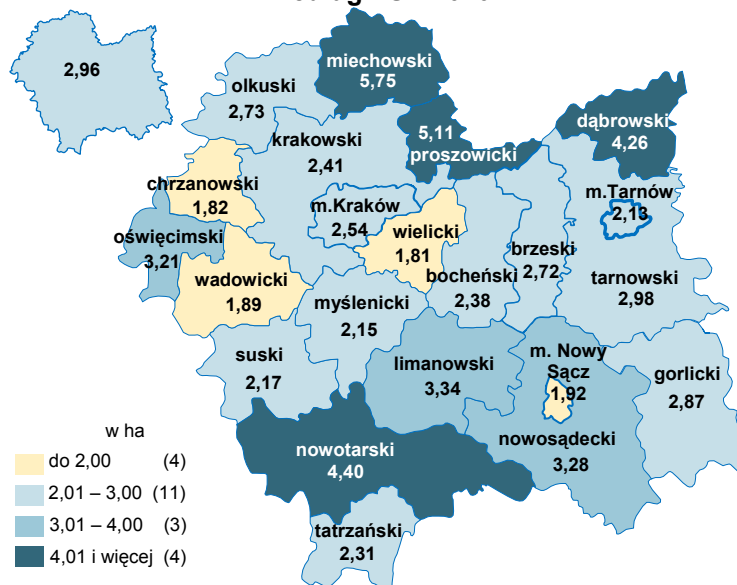 2,96
olkuski
2,73
miechowski
5,75
krakowski
2,41
5,11
proszowicki
dąbrowski
4,26
chrzanowski
1,82
m.Kraków
2,54
wielicki
1,81
m.Tarnów
2,13
oświęcimski
3,21
wadowicki
1,89
myślenicki
2,15
bocheński
2,38
brzeski
2,72
tarnowski
2,98
suski
2,17
limanowski
3,34
m. Nowy
Sącz
1,92
gorlicki
2,87
nowotarski
4,40
nowosądecki
3,28
tatrzański
2,31
w ha
do 2,00 (4)
2,01 – 3,00 (11)
3,01 – 4,00 (3)
4,01 i więcej (4)